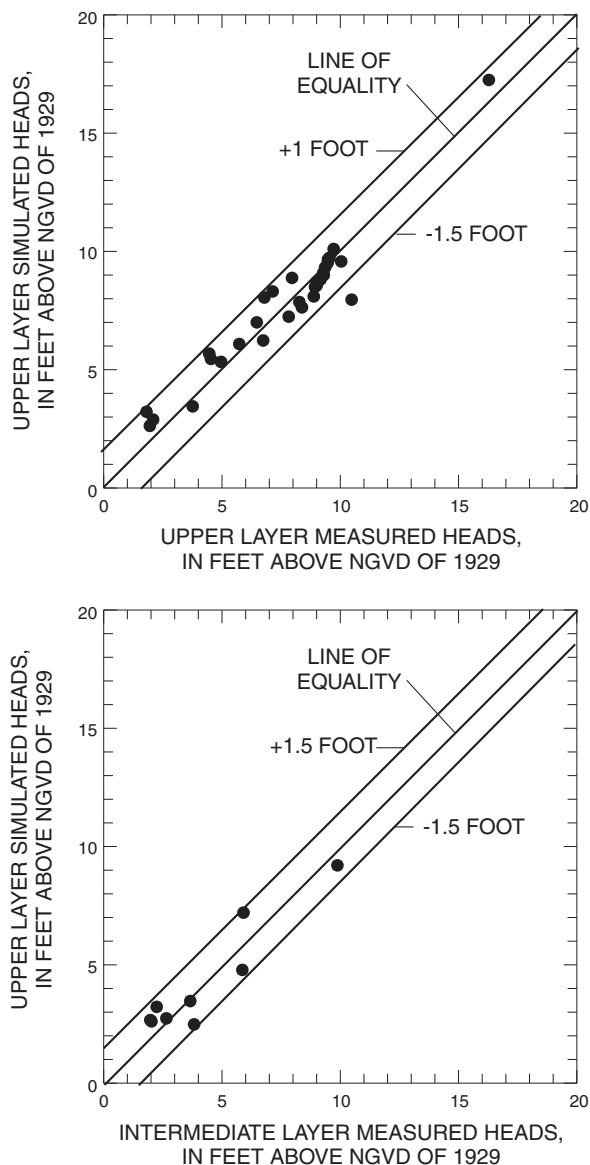 UPPER LAYER SIMULATED HEADS,
IN FEET ABOVE NGVD OF 1929
20
15
10
5
0
LINE OF
EQUALITY
+1 FOOT
-1.5 FOOT
0 5 10 15 20
UPPER LAYER MEASURED HEADS,
IN FEET ABOVE NGVD OF 1929
UPPER LAYER SIMULATED HEADS,
IN FEET ABOVE NGVD OF 1929
20
15
10
5
0
LINE OF
EQUALITY
+1.5 FOOT
-1.5 FOOT
0 5 10 15 20
INTERMEDIATE LAYER MEASURED HEADS,
IN FEET ABOVE NGVD OF 1929